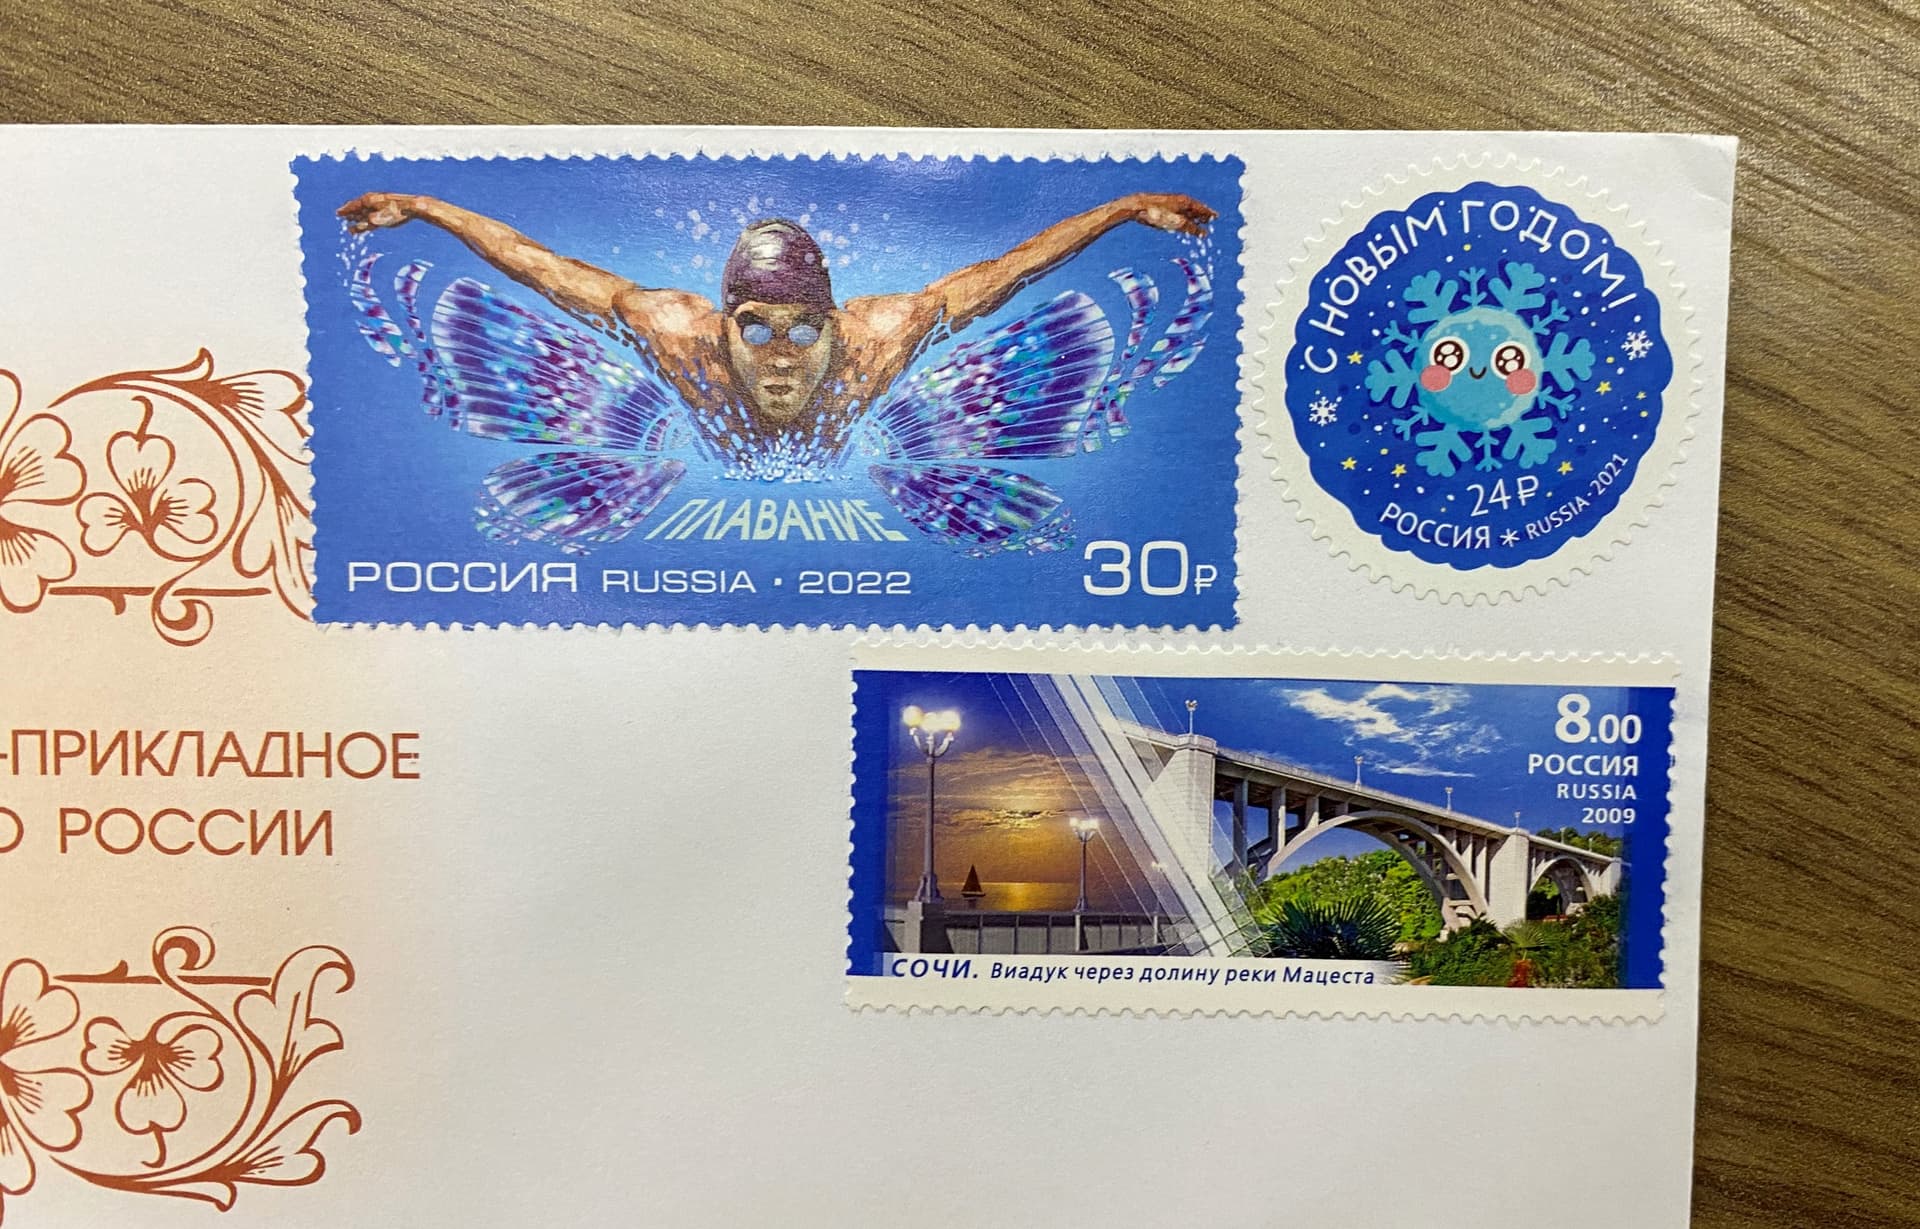 ПЛАВАНИЕ
РОССИЯ RUSSIA · 2022
30₽
С НОВЫМ ГОДОМ!
24₽
РОССИЯ * RUSSIA · 2021
8.00
РОССИЯ
RUSSIA
2009
СОЧИ. Виадук через долину реки Мацеста
-ПРИКЛАДНОЕ
РОССИИ